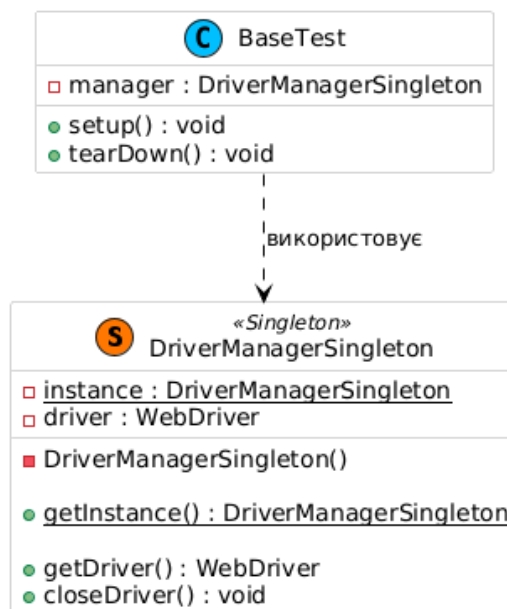 C BaseTest
manager : DriverManagerSingleton
setup() : void
tearDown() : void
використовує
«Singleton»
S DriverManagerSingleton
instance : DriverManagerSingleton
driver : WebDriver
DriverManagerSingleton()
getInstance() : DriverManagerSingleton
getDriver() : WebDriver
closeDriver() : void